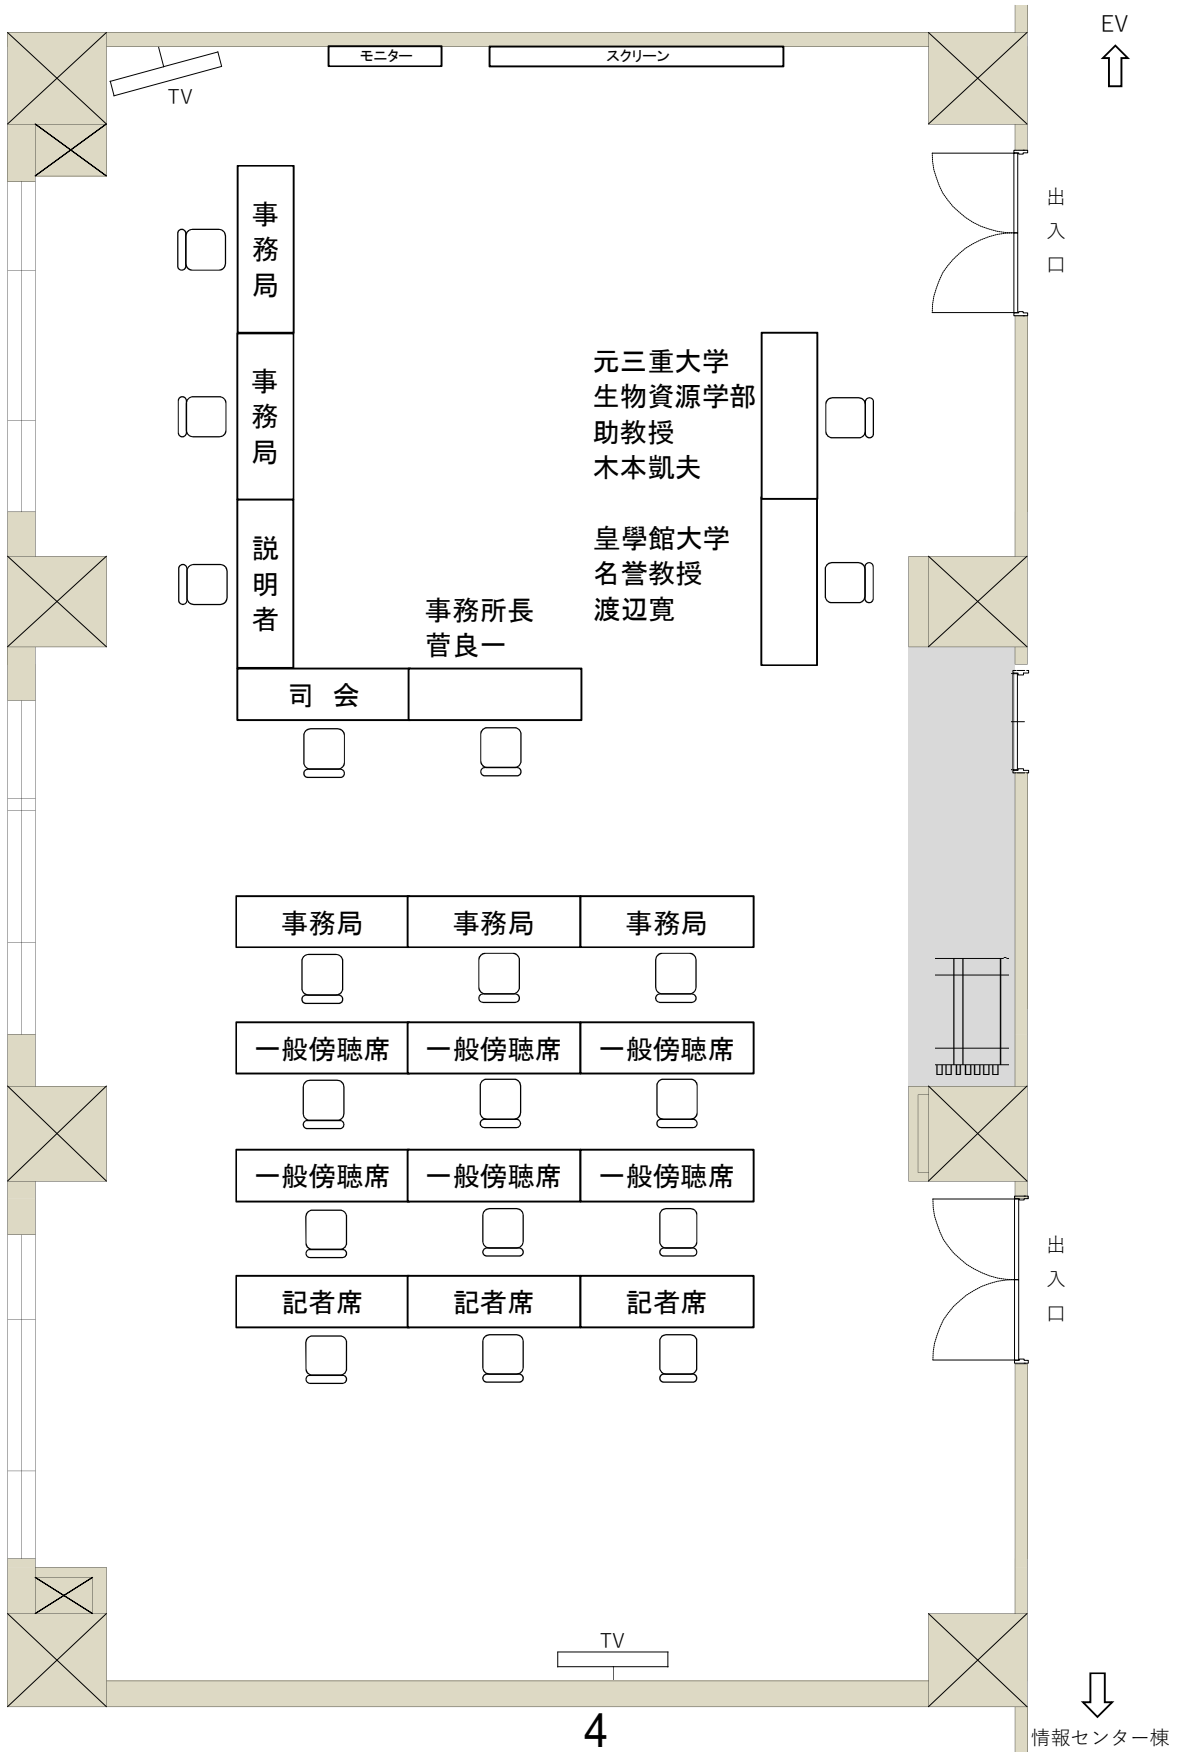 EV
モニター
スクリーン
TV
出入口
事務局
事務局
説明者
元三重大学
生物資源学部
助教授
木本凱夫
皇學館大学
名誉教授
渡辺寛
事務所長
菅良一
司 会
事務局 事務局 事務局
一般傍聴席 一般傍聴席 一般傍聴席
一般傍聴席 一般傍聴席 一般傍聴席
出入口
記者席 記者席 記者席
TV
4
情報センター棟